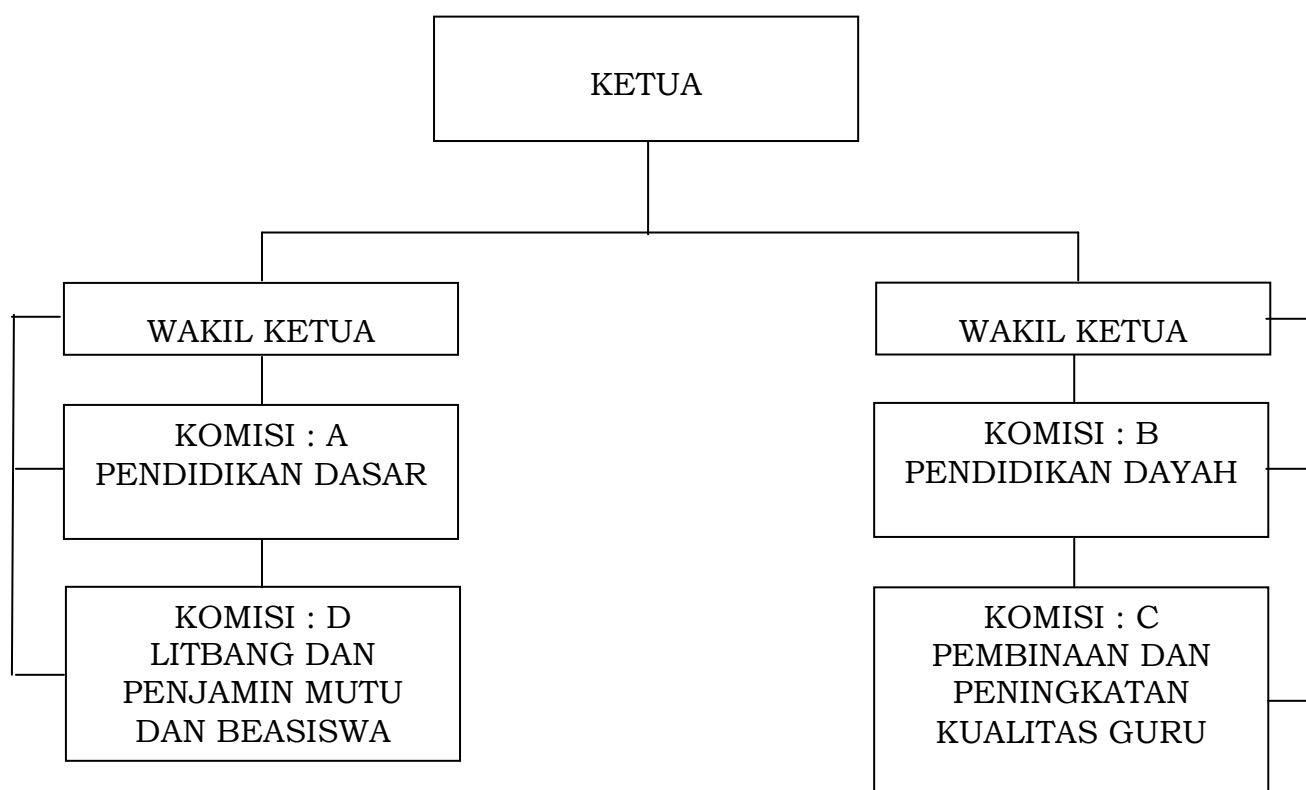 KETUA
WAKIL KETUA
WAKIL KETUA
KOMISI : A
PENDIDIKAN DASAR
KOMISI : B
PENDIDIKAN DAYAH
KOMISI : D
LITBANG DAN
PENJAMIN MUTU
DAN BEASISWA
KOMISI : C
PEMBINAAN DAN
PENINGKATAN
KUALITAS GURU